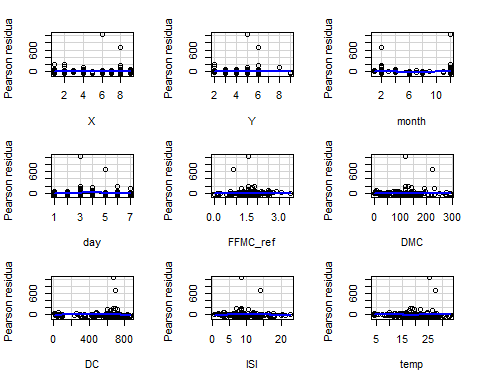 Pearson residua
600
0
2 4 6 8
X
Pearson residua
600
0
2 4 6 8
Y
Pearson residua
600
0
2 6 10
month
Pearson residua
600
0
1 2 3 4 5 6 7
day
Pearson residua
600
0
0.0 1.5 3.0
FFMC_ref
Pearson residua
600
0
0 100 200 300
DMC
Pearson residua
600
0
0 400 800
DC
Pearson residua
600
0
0 5 10 20
ISI
Pearson residua
600
0
5 15 25
temp